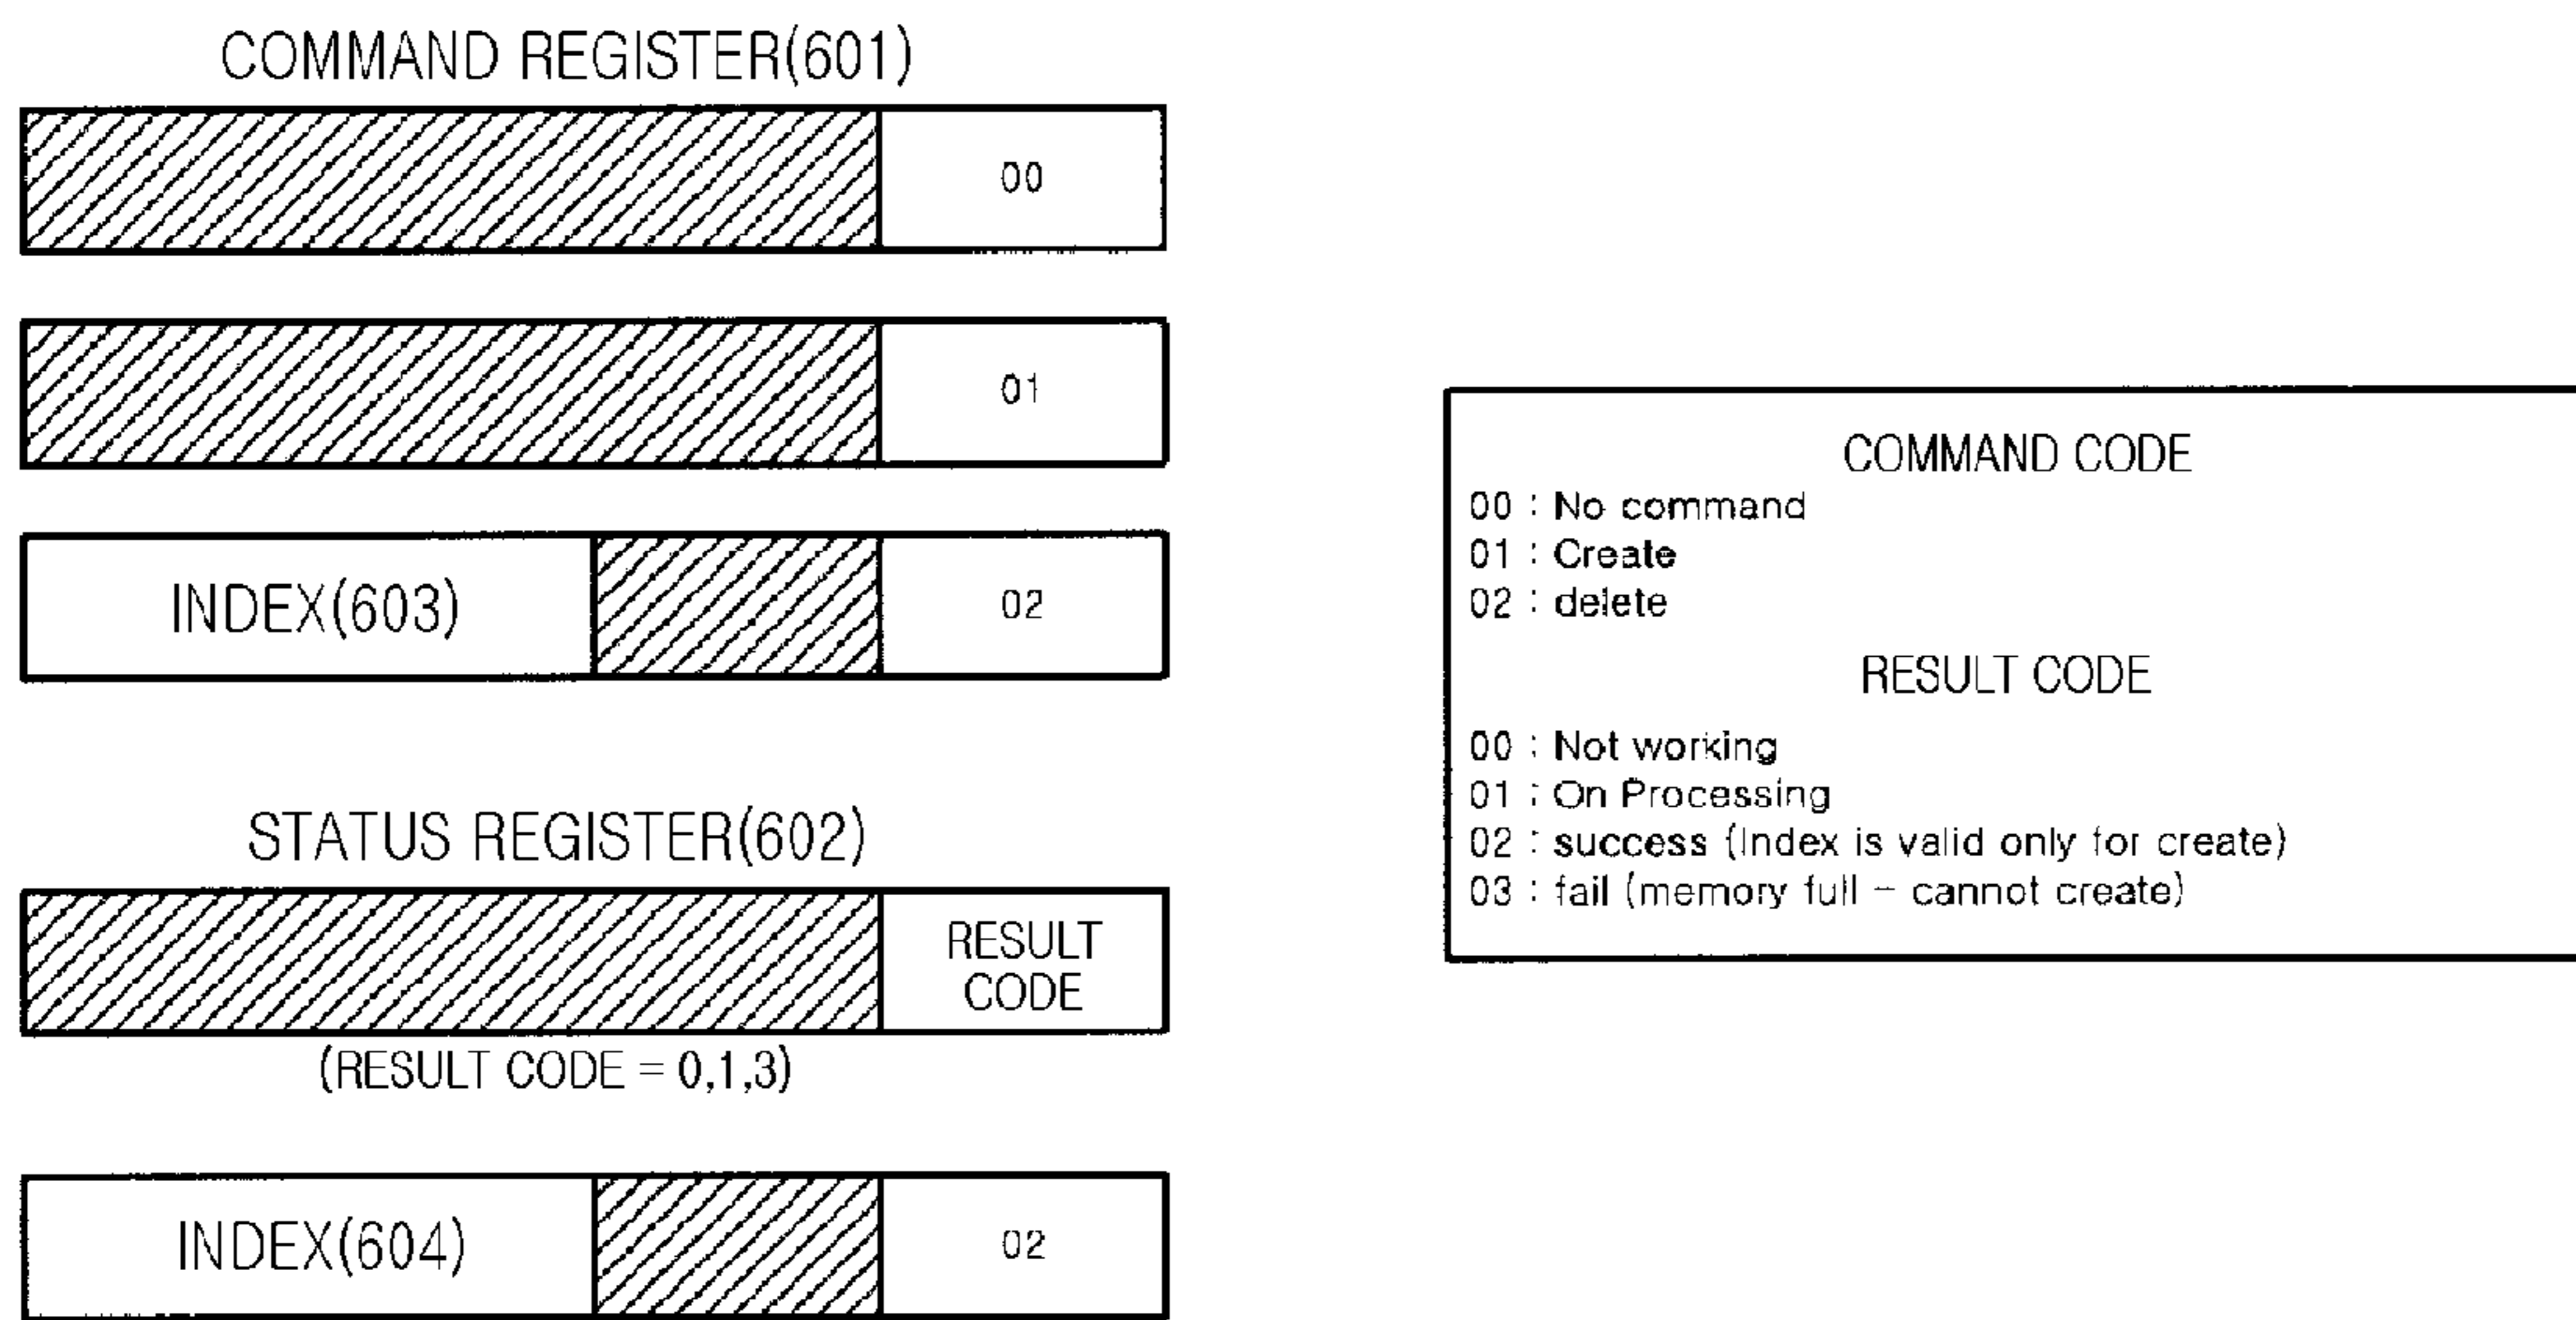 COMMAND REGISTER(601)
00
01
INDEX(603)
02
STATUS REGISTER(602)
RESULT
CODE
(RESULT CODE = 0,1,3)
INDEX(604)
02
COMMAND CODE
00 : No command
01 : Create
02 : delete
RESULT CODE
00 : Not working
01 : On Processing
02 : success (Index is valid only for create)
03 : fail (memory full – cannot create)